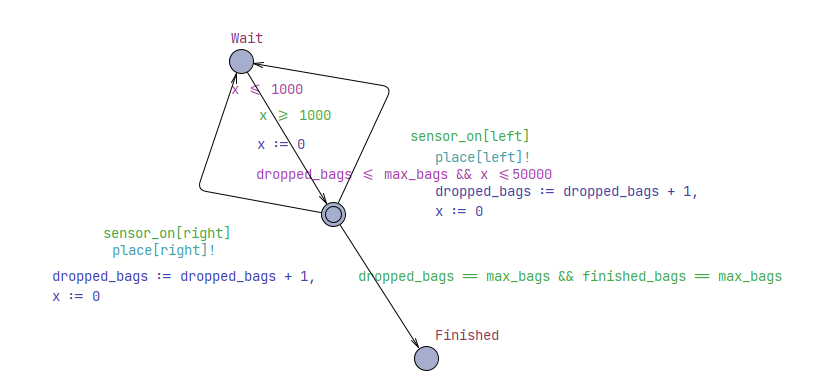 Wait
x ≤ 1000
x ≥ 1000
sensor_on[left]
x := 0
place[left]!
dropped_bags ≤ max_bags && x ≤50000
dropped_bags := dropped_bags + 1,
x := 0
sensor_on[right]
place[right]!
dropped_bags := dropped_bags + 1,
x := 0
dropped_bags == max_bags && finished_bags == max_bags
Finished